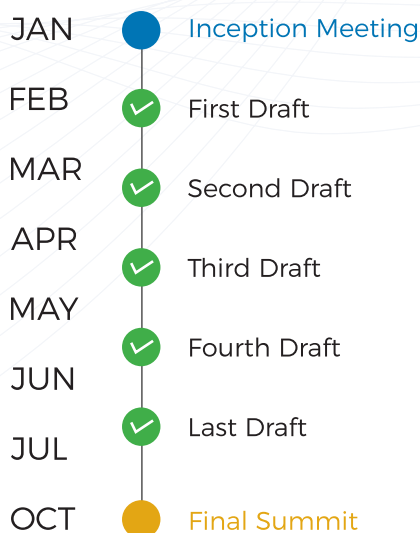 JAN
Inception Meeting
FEB
First Draft
MAR
Second Draft
APR
Third Draft
MAY
Fourth Draft
JUN
Last Draft
JUL
OCT
Final Summit